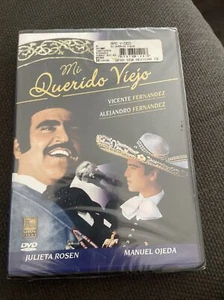 Mi
Querido Viejo
VICENTE FERNANDEZ
ALEJANDRO FERNANDEZ
DVD
JULIETA ROSEN
MANUEL OJEDA